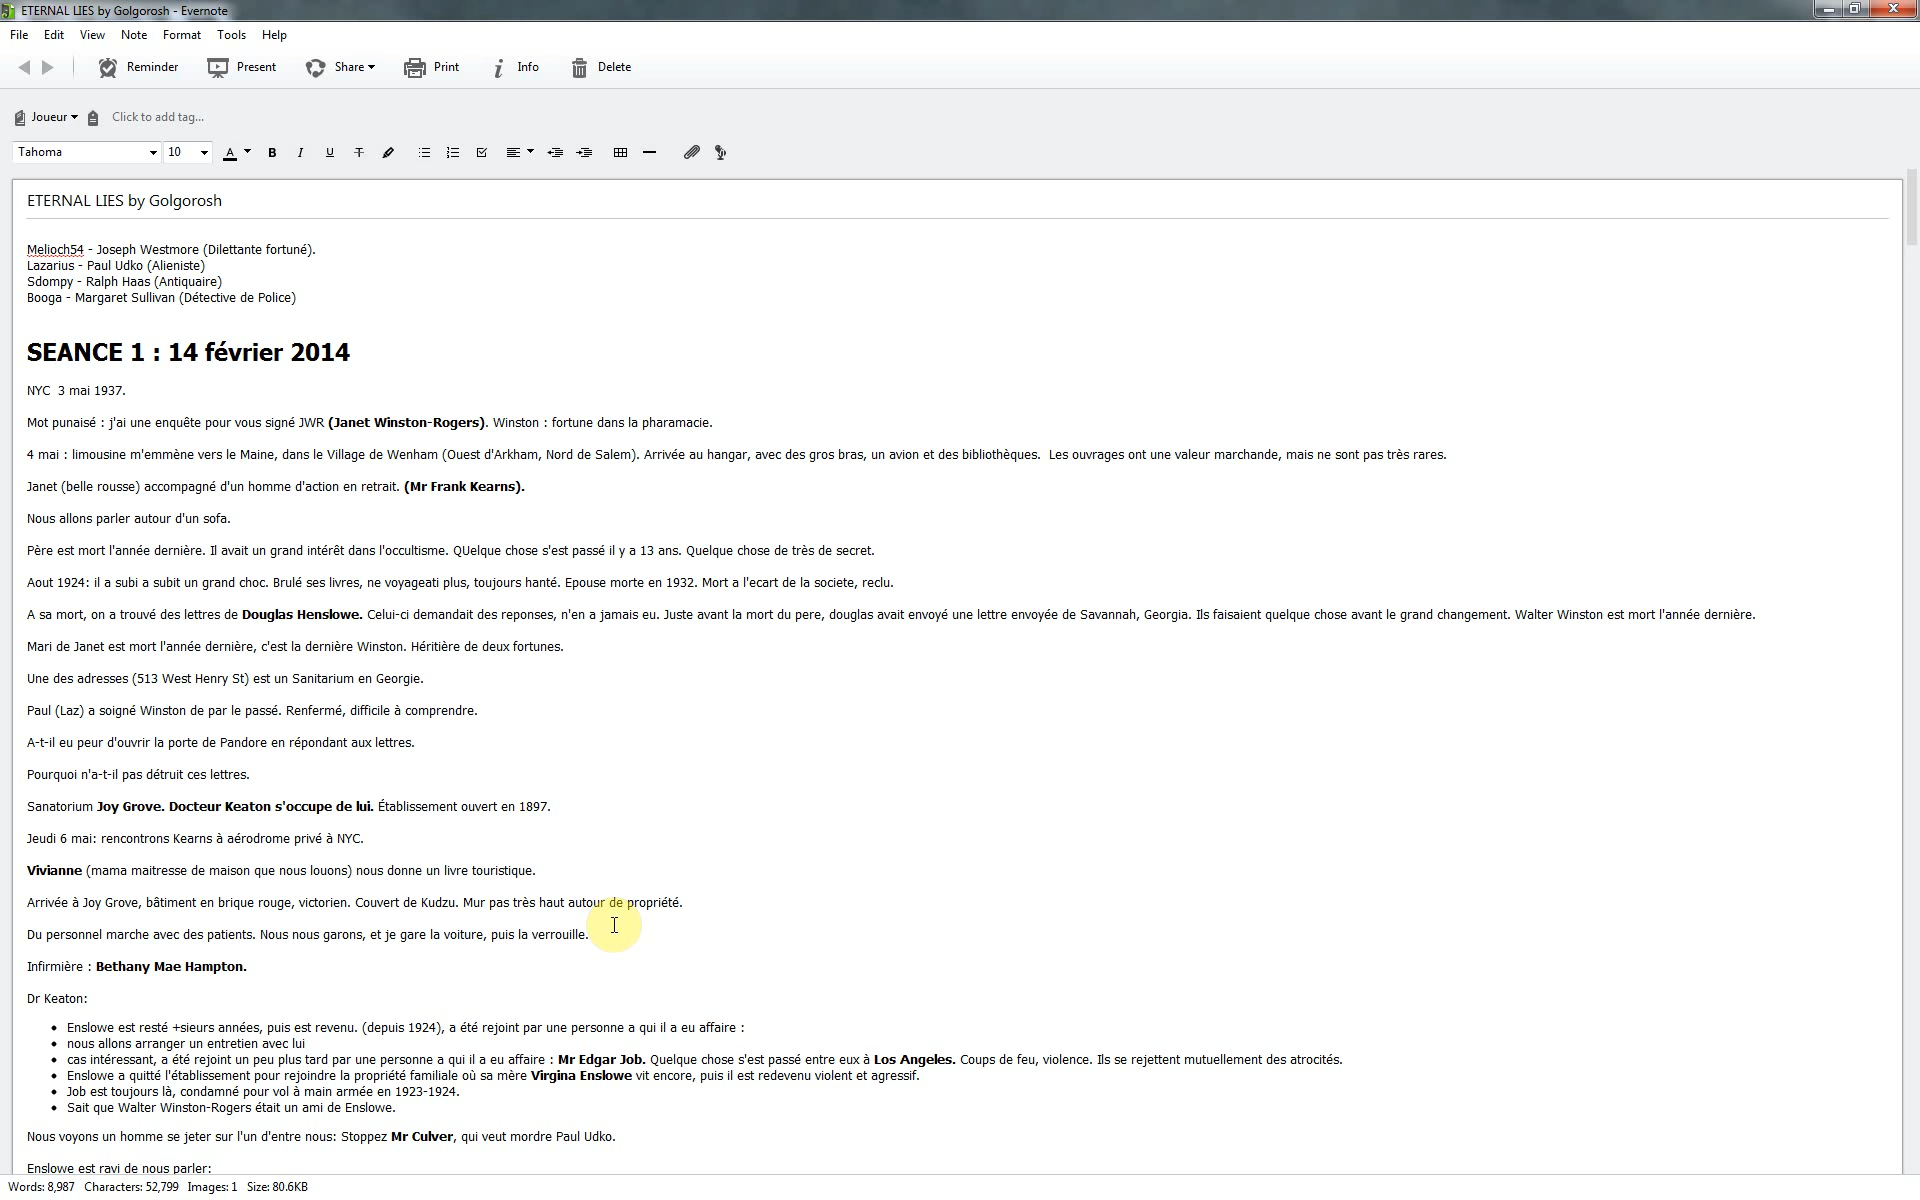 ETERNAL LIES by Golgorosh - Evernote
File Edit View Note Format Tools Help
Reminder Present Share Print Info Delete
Joueur Click to add tag...
Tahoma 10 A B I U T
ETERNAL LIES by Golgorosh
Melioch54 - Joseph Westmore (Dilettante fortuné).
Lazarius - Paul Udko (Alieniste)
Sdompy - Ralph Haas (Antiquaire)
Booga - Margaret Sullivan (Détective de Police)
SEANCE 1 : 14 février 2014
NYC  3 mai 1937.
Mot punaisé : j'ai une enquête pour vous signé JWR (Janet Winston-Rogers). Winston : fortune dans la pharamacie.
4 mai : limousine m'emmène vers le Maine, dans le Village de Wenham (Ouest d'Arkham, Nord de Salem). Arrivée au hangar, avec des gros bras, un avion et des bibliothèques.  Les ouvrages ont une valeur marchande, mais ne sont pas très rares.
Janet (belle rousse) accompagné d'un homme d'action en retrait. (Mr Frank Kearns).
Nous allons parler autour d'un sofa.
Père est mort l'année dernière. Il avait un grand intérêt dans l'occultisme. QUelque chose s'est passé il y a 13 ans. Quelque chose de très de secret.
Aout 1924: il a subi a subit un grand choc. Brulé ses livres, ne voyageati plus, toujours hanté. Epouse morte en 1932. Mort a l'ecart de la societe, reclu.
A sa mort, on a trouvé des lettres de Douglas Henslowe. Celui-ci demandait des reponses, n'en a jamais eu. Juste avant la mort du pere, douglas avait envoyé une lettre envoyée de Savannah, Georgia. Ils faisaient quelque chose avant le grand changement. Walter Winston est mort l'année dernière.
Mari de Janet est mort l'année dernière, c'est la dernière Winston. Héritière de deux fortunes.
Une des adresses (513 West Henry St) est un Sanitarium en Georgie.
Paul (Laz) a soigné Winston de par le passé. Renfermé, difficile à comprendre.
A-t-il eu peur d'ouvrir la porte de Pandore en répondant aux lettres.
Pourquoi n'a-t-il pas détruit ces lettres.
Sanatorium Joy Grove. Docteur Keaton s'occupe de lui. Établissement ouvert en 1897.
Jeudi 6 mai: rencontrons Kearns à aérodrome privé à NYC.
Vivianne (mama maitresse de maison que nous louons) nous donne un livre touristique.
Arrivée à Joy Grove, bâtiment en brique rouge, victorien. Couvert de Kudzu. Mur pas très haut autour de propriété.
Du personnel marche avec des patients. Nous nous garons, et je gare la voiture, puis la verrouille.
Infirmière : Bethany Mae Hampton.
Dr Keaton:
• Enslowe est resté +sieurs années, puis est revenu. (depuis 1924), a été rejoint par une personne a qui il a eu affaire :
• nous allons arranger un entretien avec lui
• cas intéressant, a été rejoint un peu plus tard par une personne a qui il a eu affaire : Mr Edgar Job. Quelque chose s'est passé entre eux à Los Angeles. Coups de feu, violence. Ils se rejettent mutuellement des atrocités.
• Enslowe a quitté l'établissement pour rejoindre la propriété familiale où sa mère Virgina Enslowe vit encore, puis il est redevenu violent et agressif.
• Job est toujours là, condamné pour vol à main armée en 1923-1924.
• Sait que Walter Winston-Rogers était un ami de Enslowe.
Nous voyons un homme se jeter sur l'un d'entre nous: Stoppez Mr Culver, qui veut mordre Paul Udko.
Enslowe est ravi de nous parler:
Words: 8,987 Characters: 52,799 Images: 1 Size: 80.6KB